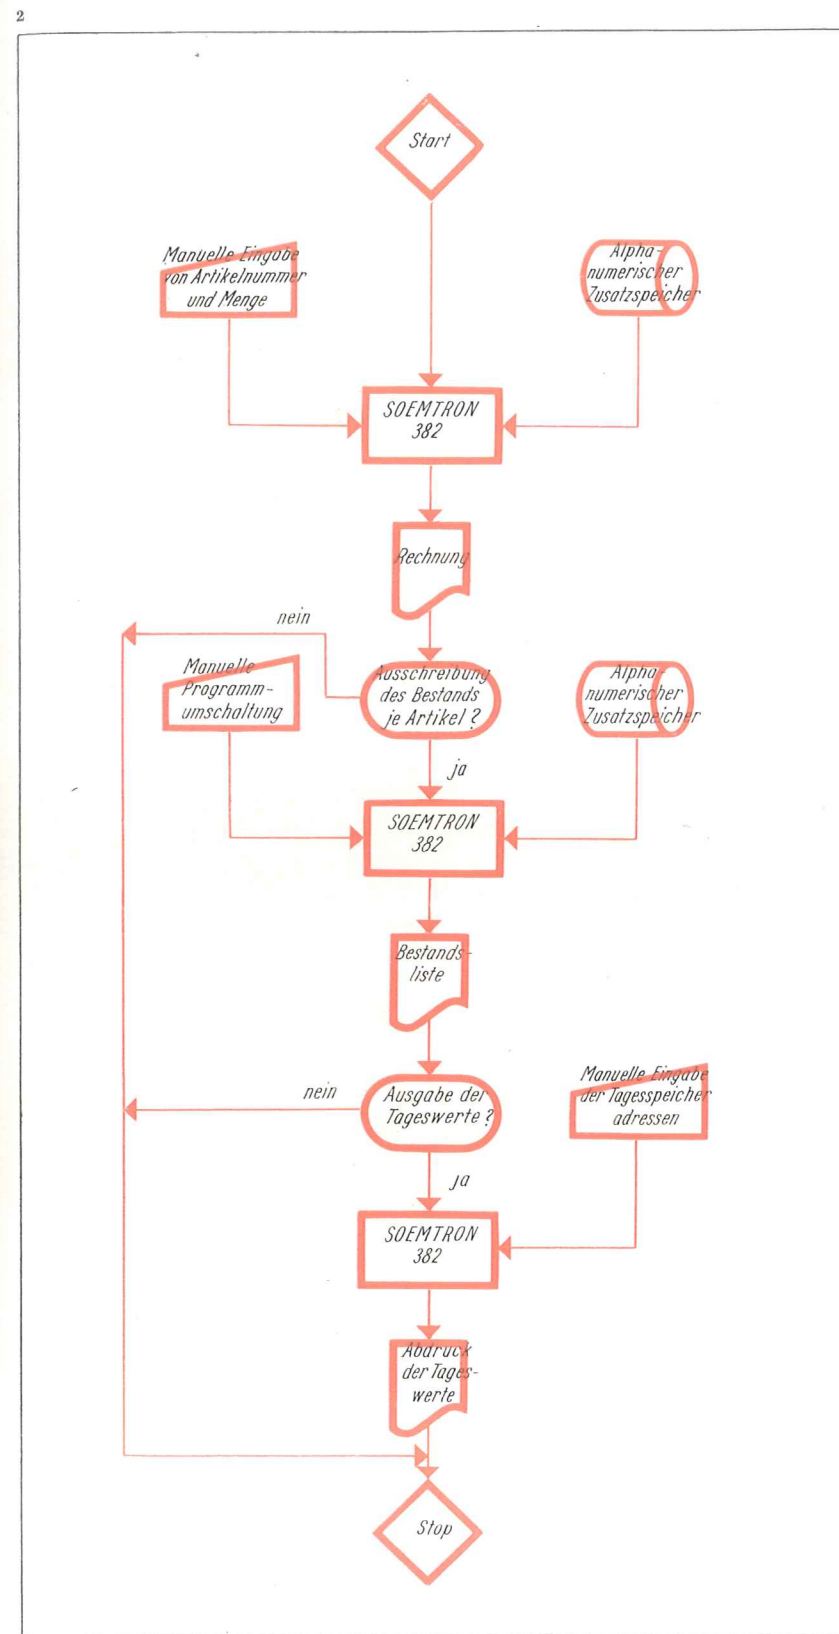 2
Start
Manuelle Eingabe
von Artikelnummer
und Menge
Alpha-
numerischer
Zusatzspeicher
SOEMTRON
382
Rechnung
nein
Manuelle
Programm-
umschaltung
Ausschreibung
des Bestands
je Artikel?
Alpha-
numerischer
Zusatzspeicher
ja
SOEMTRON
382
Bestands-
liste
nein
Ausgabe der
Tageswerte?
Manuelle Eingabe
der Tagesspeicher
adressen
ja
SOEMTRON
382
Abdruck
der Tages-
werte
Stop